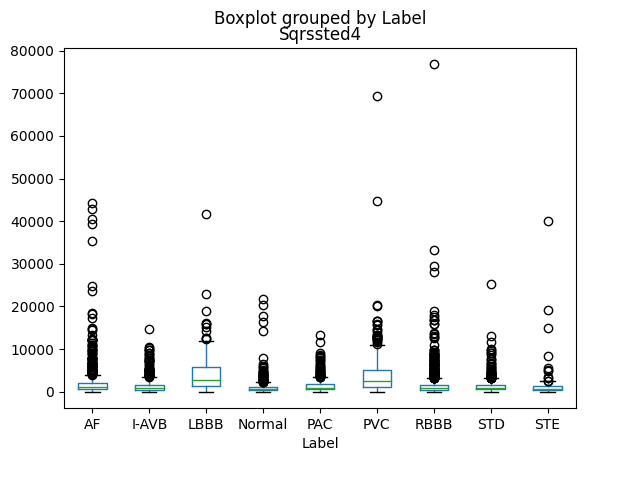 Boxplot grouped by Label
Sqrssted4
80000
70000
60000
50000
40000
30000
20000
10000
0
AF I-AVB LBBB Normal PAC PVC RBBB STD STE
Label